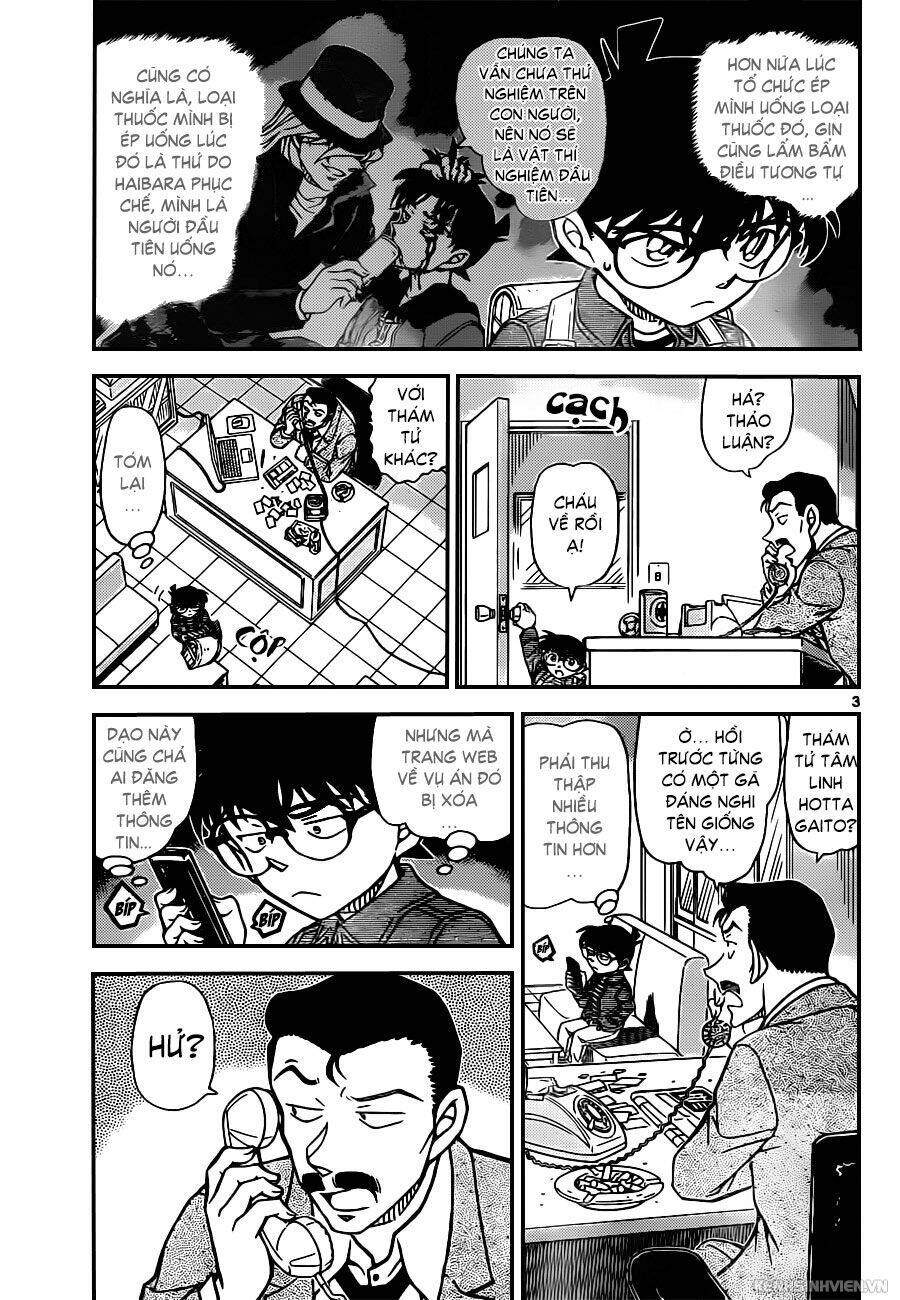 HƠN NỬA LÚC
TỔ CHỨC ÉP
MÌNH UỐNG LOẠI
THUỐC ĐÓ, GIN
CŨNG LẨM BẨM
ĐIỀU TƯƠNG TỰ
...
CHÚNG TA
VẪN CHƯA THỬ
NGHIỆM TRÊN
CON NGƯỜI,
NÊN NÓ SẼ
LÀ VẬT THÍ
NGHIỆM ĐẦU
TIÊN...
CŨNG CÓ
NGHĨA LÀ, LOẠI
THUỐC MÌNH BỊ
ÉP UỐNG LÚC
ĐÓ LÀ THỨ DO
HAIBARA PHỤC
CHẾ, MÌNH LÀ
NGƯỜI ĐẦU
TIÊN UỐNG
NÓ...
HẢ?
THẢO
LUẬN?
CẠCH
CHÁU
VỀ RỒI
Ạ!
VỚI
THÁM
TỬ
KHÁC?
TÓM
LẠI
...
CỘP
3
THÁM
TỬ TÂM
LINH
HOTTA
GAITO?
Ờ... HỒI
TRƯỚC TỪNG
CÓ MỘT GÃ
ĐÁNG NGHI
TÊN GIỐNG
VẬY...
PHẢI THU
THẬP
NHIỀU
THÔNG
TIN HƠN
...
BÍP
NHƯNG MÀ
TRANG WEB
VỀ VỤ ÁN ĐÓ
BỊ XÓA
...
DẠO NÀY
CŨNG CHẢ
AI ĐĂNG
THÊM
THÔNG
TIN...
BÍP
BÍP
HỬ?